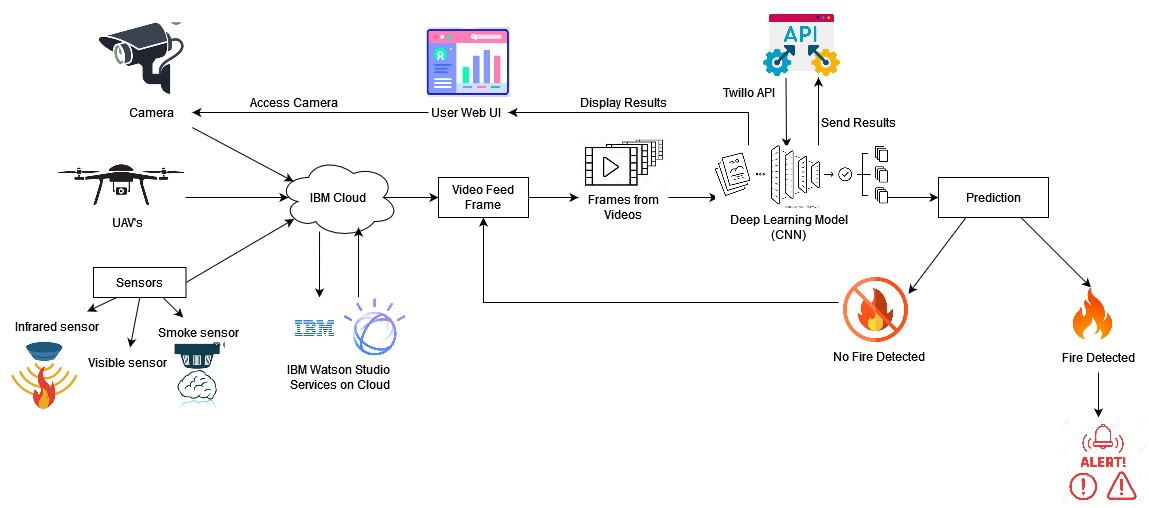 API
Twillo API
Send Results
Camera
Access Camera
User Web UI
Display Results
UAV's
IBM Cloud
Video Feed
Frame
Frames from
Videos
Deep Learning Model
(CNN)
Prediction
Sensors
Infrared sensor
Visible sensor
Smoke sensor
IBM
IBM Watson Studio
Services on Cloud
No Fire Detected
Fire Detected
ALERT!